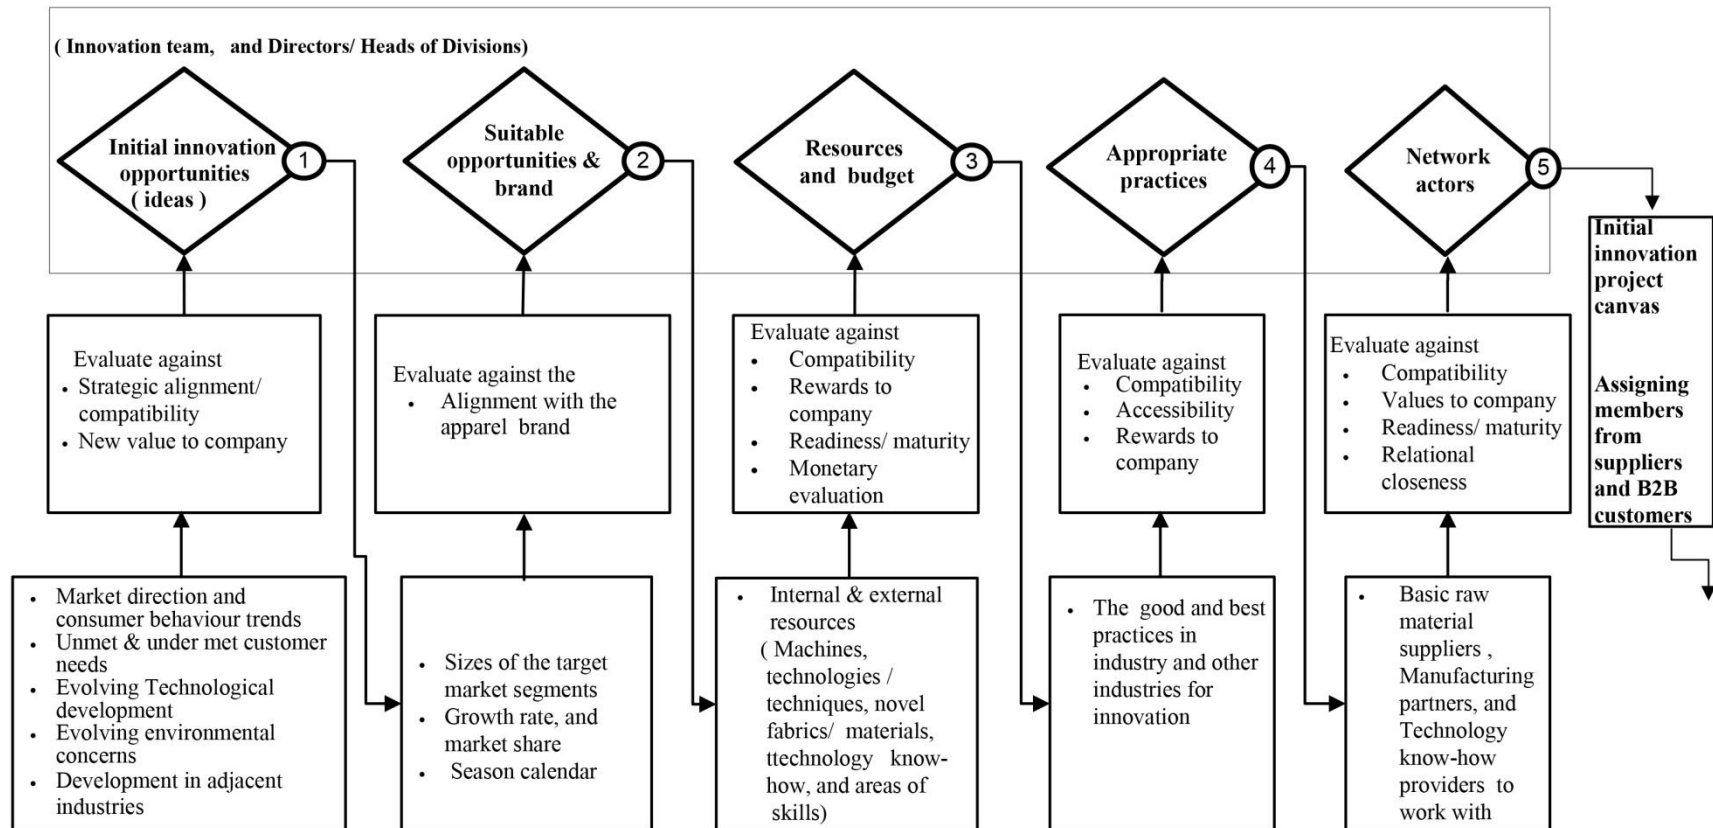 ( Innovation team, and Directors/ Heads of Divisions)
Initial innovation
opportunities
( ideas )
1
Suitable
opportunities &
brand
2
Resources
and budget
3
Appropriate
practices
4
Network
actors
5
Initial
innovation
project
canvas
Assigning
members
from
suppliers
and B2B
customers
Evaluate against
• Strategic alignment/
compatibility
• New value to company
Evaluate against the
• Alignment with the
apparel brand
Evaluate against
• Compatibility
• Rewards to
company
• Readiness/ maturity
• Monetary
evaluation
Evaluate against
• Compatibility
• Accessibility
• Rewards to
company
Evaluate against
• Compatibility
• Values to company
• Readiness/ maturity
• Relational
closeness
• Market direction and
consumer behaviour trends
• Unmet & under met customer
needs
• Evolving Technological
development
• Evolving environmental
concerns
• Development in adjacent
industries
• Sizes of the target
market segments
• Growth rate, and
market share
• Season calendar
• Internal & external
resources
( Machines,
technologies /
techniques, novel
fabrics/ materials,
ttechnology know-
how, and areas of
skills)
• The good and best
practices in
industry and other
industries for
innovation
• Basic raw
material
suppliers ,
Manufacturing
partners, and
Technology
know-how
providers to
work with